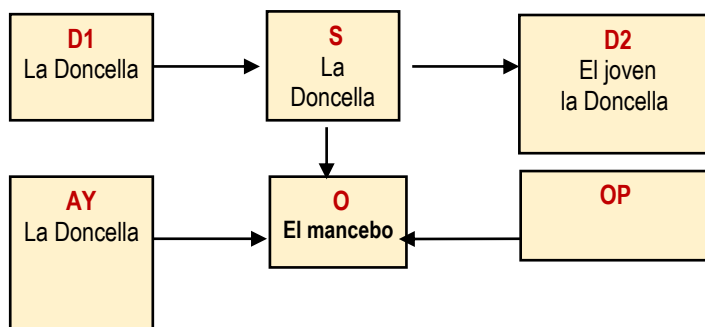 D1
La Doncella
S
La
Doncella
D2
El joven
la Doncella
AY
La Doncella
O
El mancebo
OP